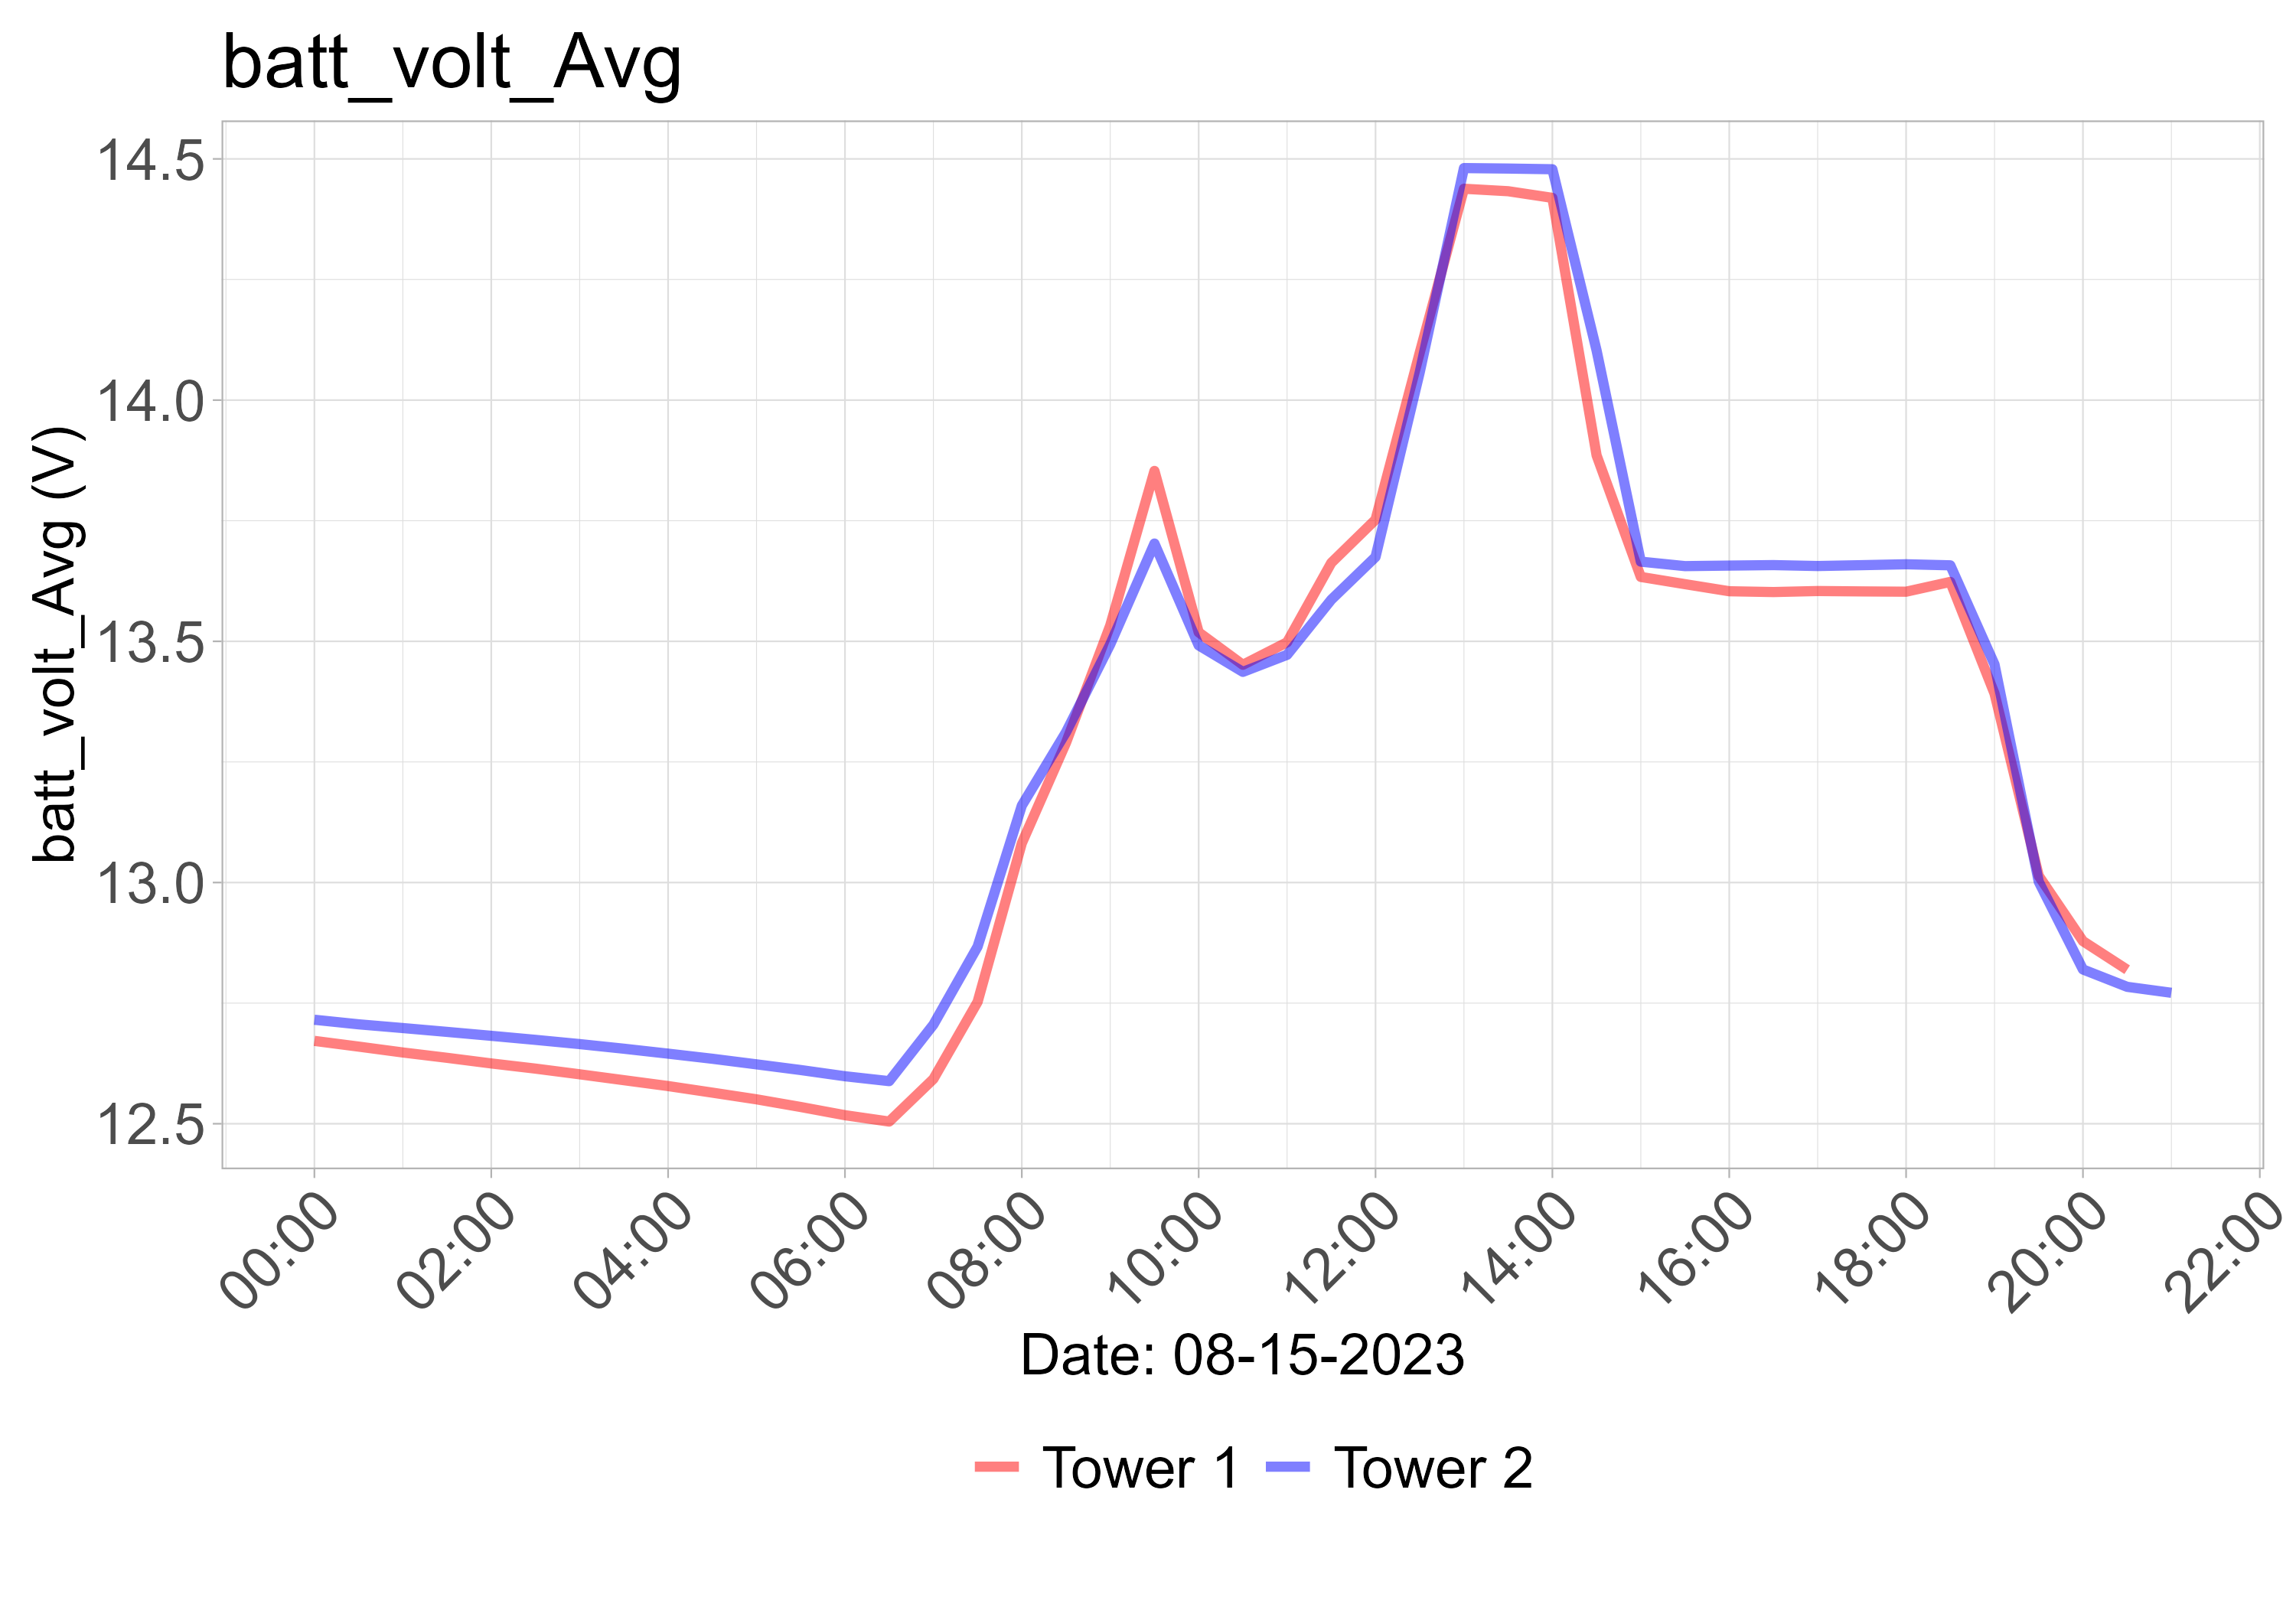 batt_volt_Avg
batt_volt_Avg (V)
14.5
14.0
13.5
13.0
12.5
00:00 02:00 04:00 06:00 08:00 10:00 12:00 14:00 16:00 18:00 20:00 22:00
Date: 08-15-2023
Tower 1 Tower 2